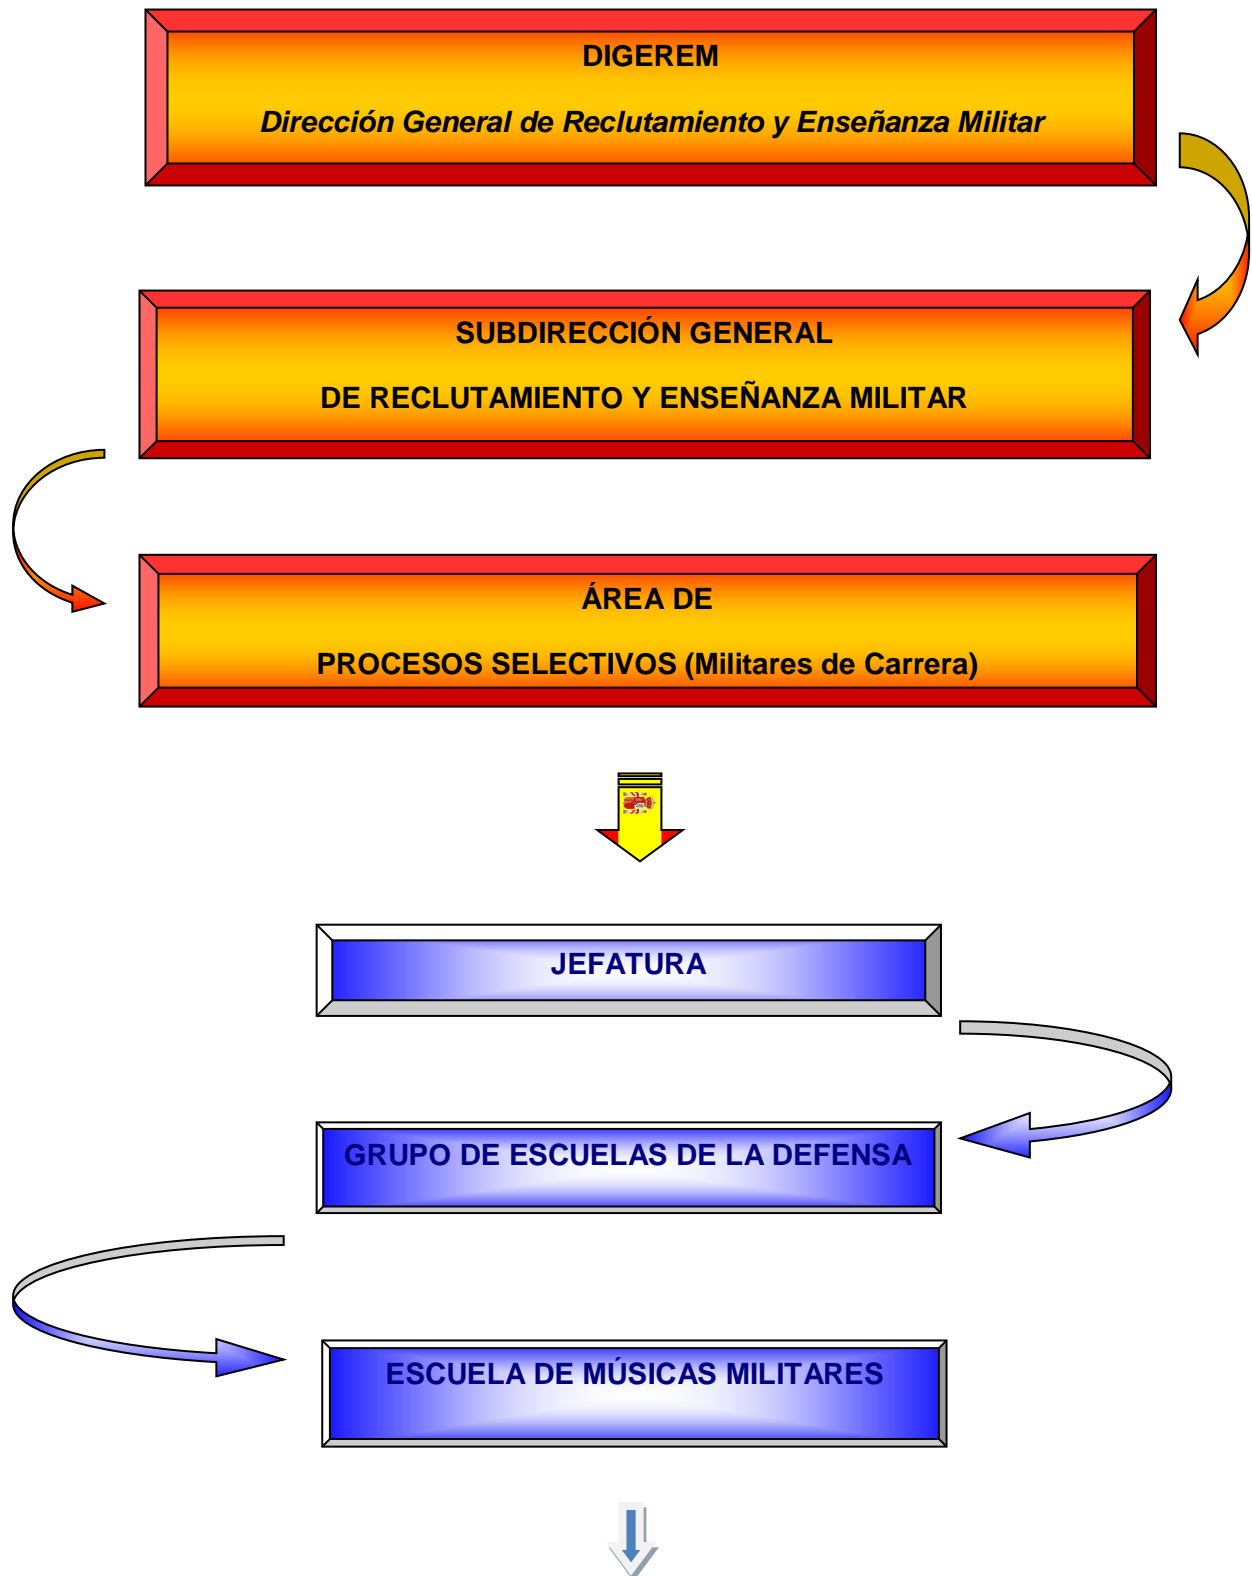 DIGEREM
Dirección General de Reclutamiento y Enseñanza Militar
SUBDIRECCIÓN GENERAL
DE RECLUTAMIENTO Y ENSEÑANZA MILITAR
ÁREA DE
PROCESOS SELECTIVOS (Militares de Carrera)
JEFATURA
GRUPO DE ESCUELAS DE LA DEFENSA
ESCUELA DE MÚSICAS MILITARES